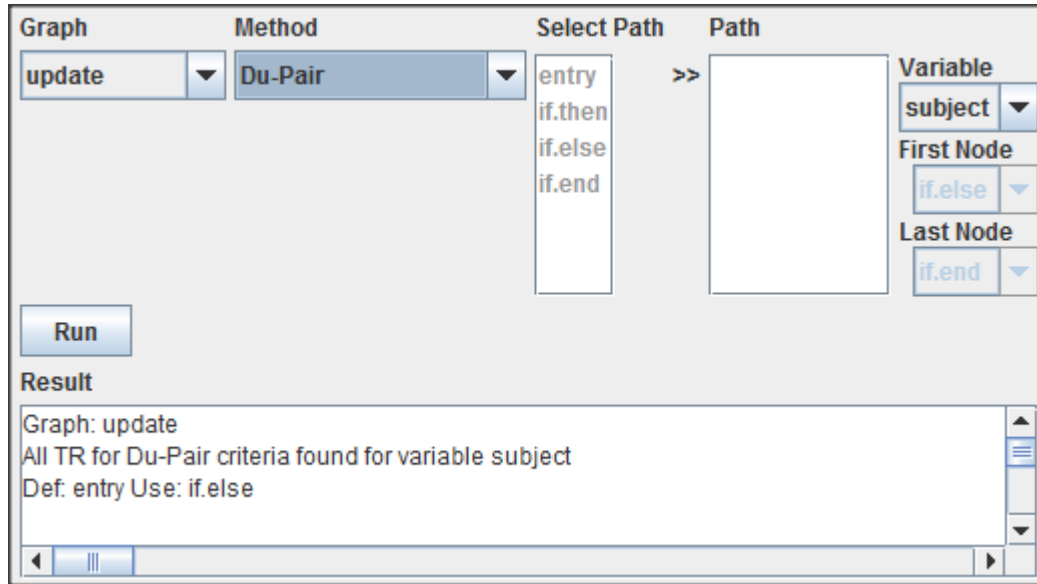 Graph
Method
Select Path
Path
update
Du-Pair
entry
if.then
if.else
if.end
>>
Variable
subject
First Node
if.else
Last Node
if.end
Run
Result
Graph: update
All TR for Du-Pair criteria found for variable subject
Def: entry Use: if.else